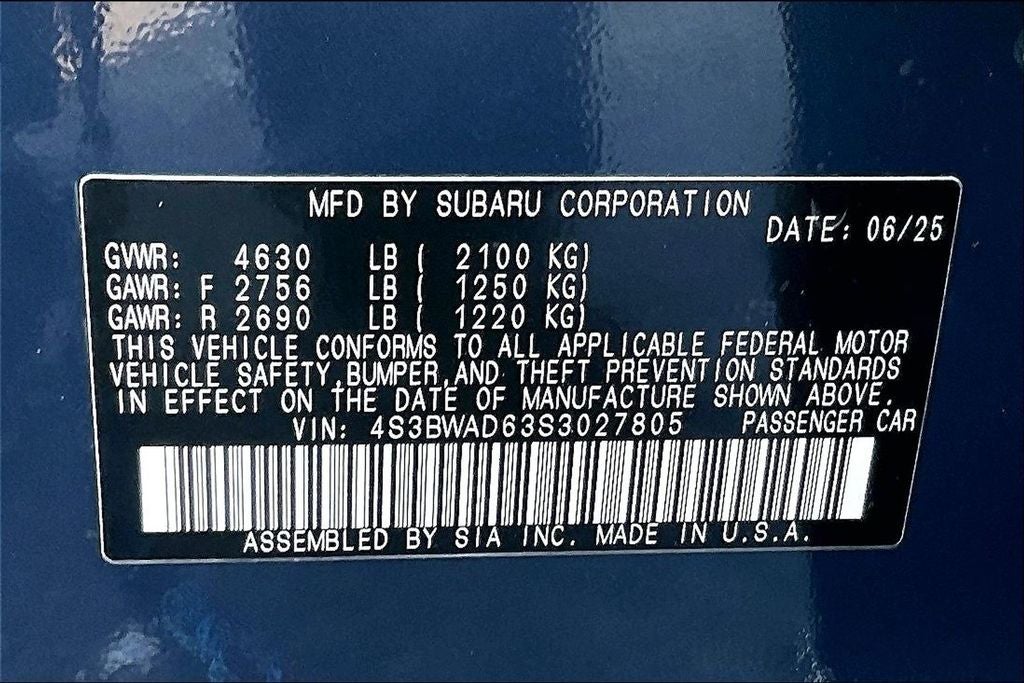 MFD BY SUBARU CORPORATION
DATE: 06/25
GVWR: 4630 LB ( 2100 KG)
GAWR: F 2756 LB ( 1250 KG)
GAWR: R 2690 LB ( 1220 KG)
THIS VEHICLE CONFORMS TO ALL APPLICABLE FEDERAL MOTOR
VEHICLE SAFETY,BUMPER,AND THEFT PREVENTION STANDARDS
IN EFFECT ON THE DATE OF MANUFACTURE SHOWN ABOVE.
VIN: 4S3BWAD63S3027805 PASSENGER CAR
ASSEMBLED BY SIA INC. MADE IN U.S.A.